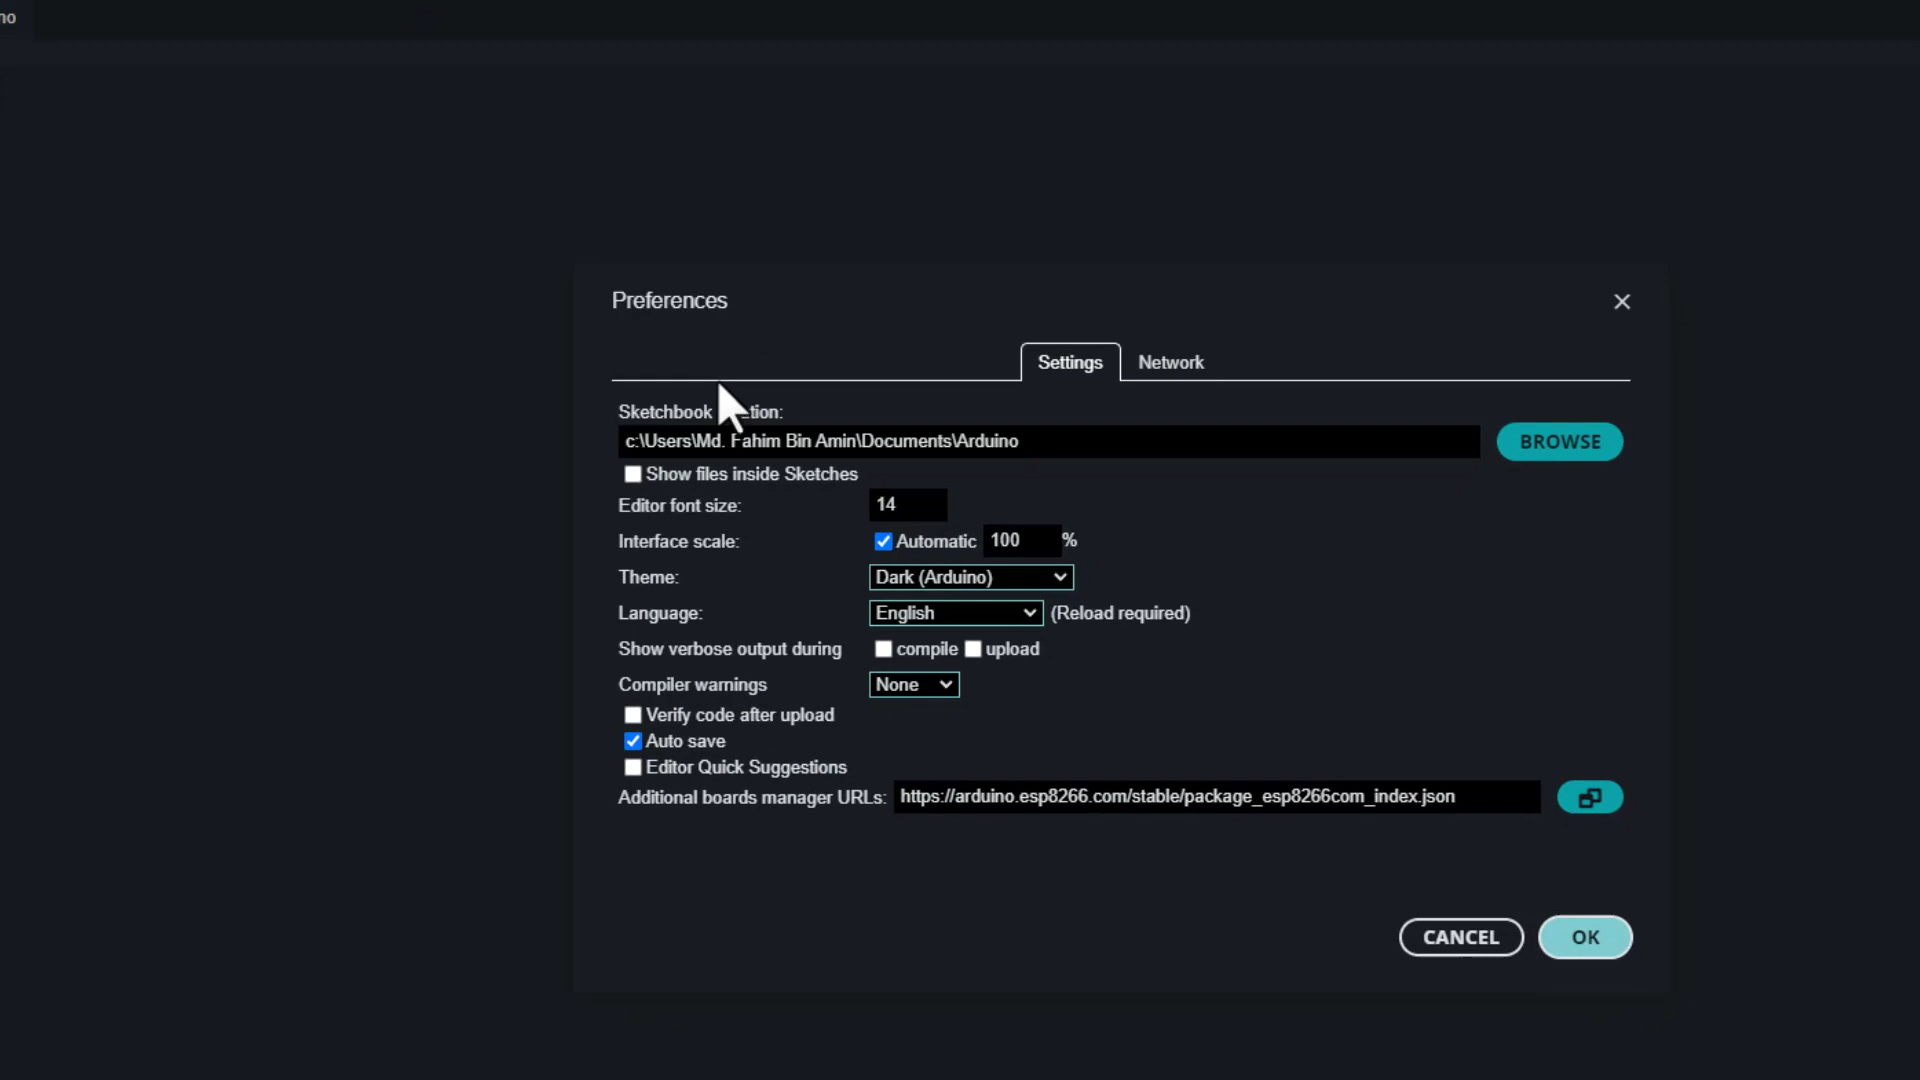 no
Preferences
Settings Network
Sketchbook tion:
c:\Users\Md. Fahim Bin Amin\Documents\Arduino BROWSE
Show files inside Sketches
Editor font size: 14
Interface scale: Automatic 100 %
Theme: Dark (Arduino)
Language: English (Reload required)
Show verbose output during compile upload
Compiler warnings None
Verify code after upload
Auto save
Editor Quick Suggestions
Additional boards manager URLs: https://arduino.esp8266.com/stable/package_esp8266com_index.json
CANCEL OK